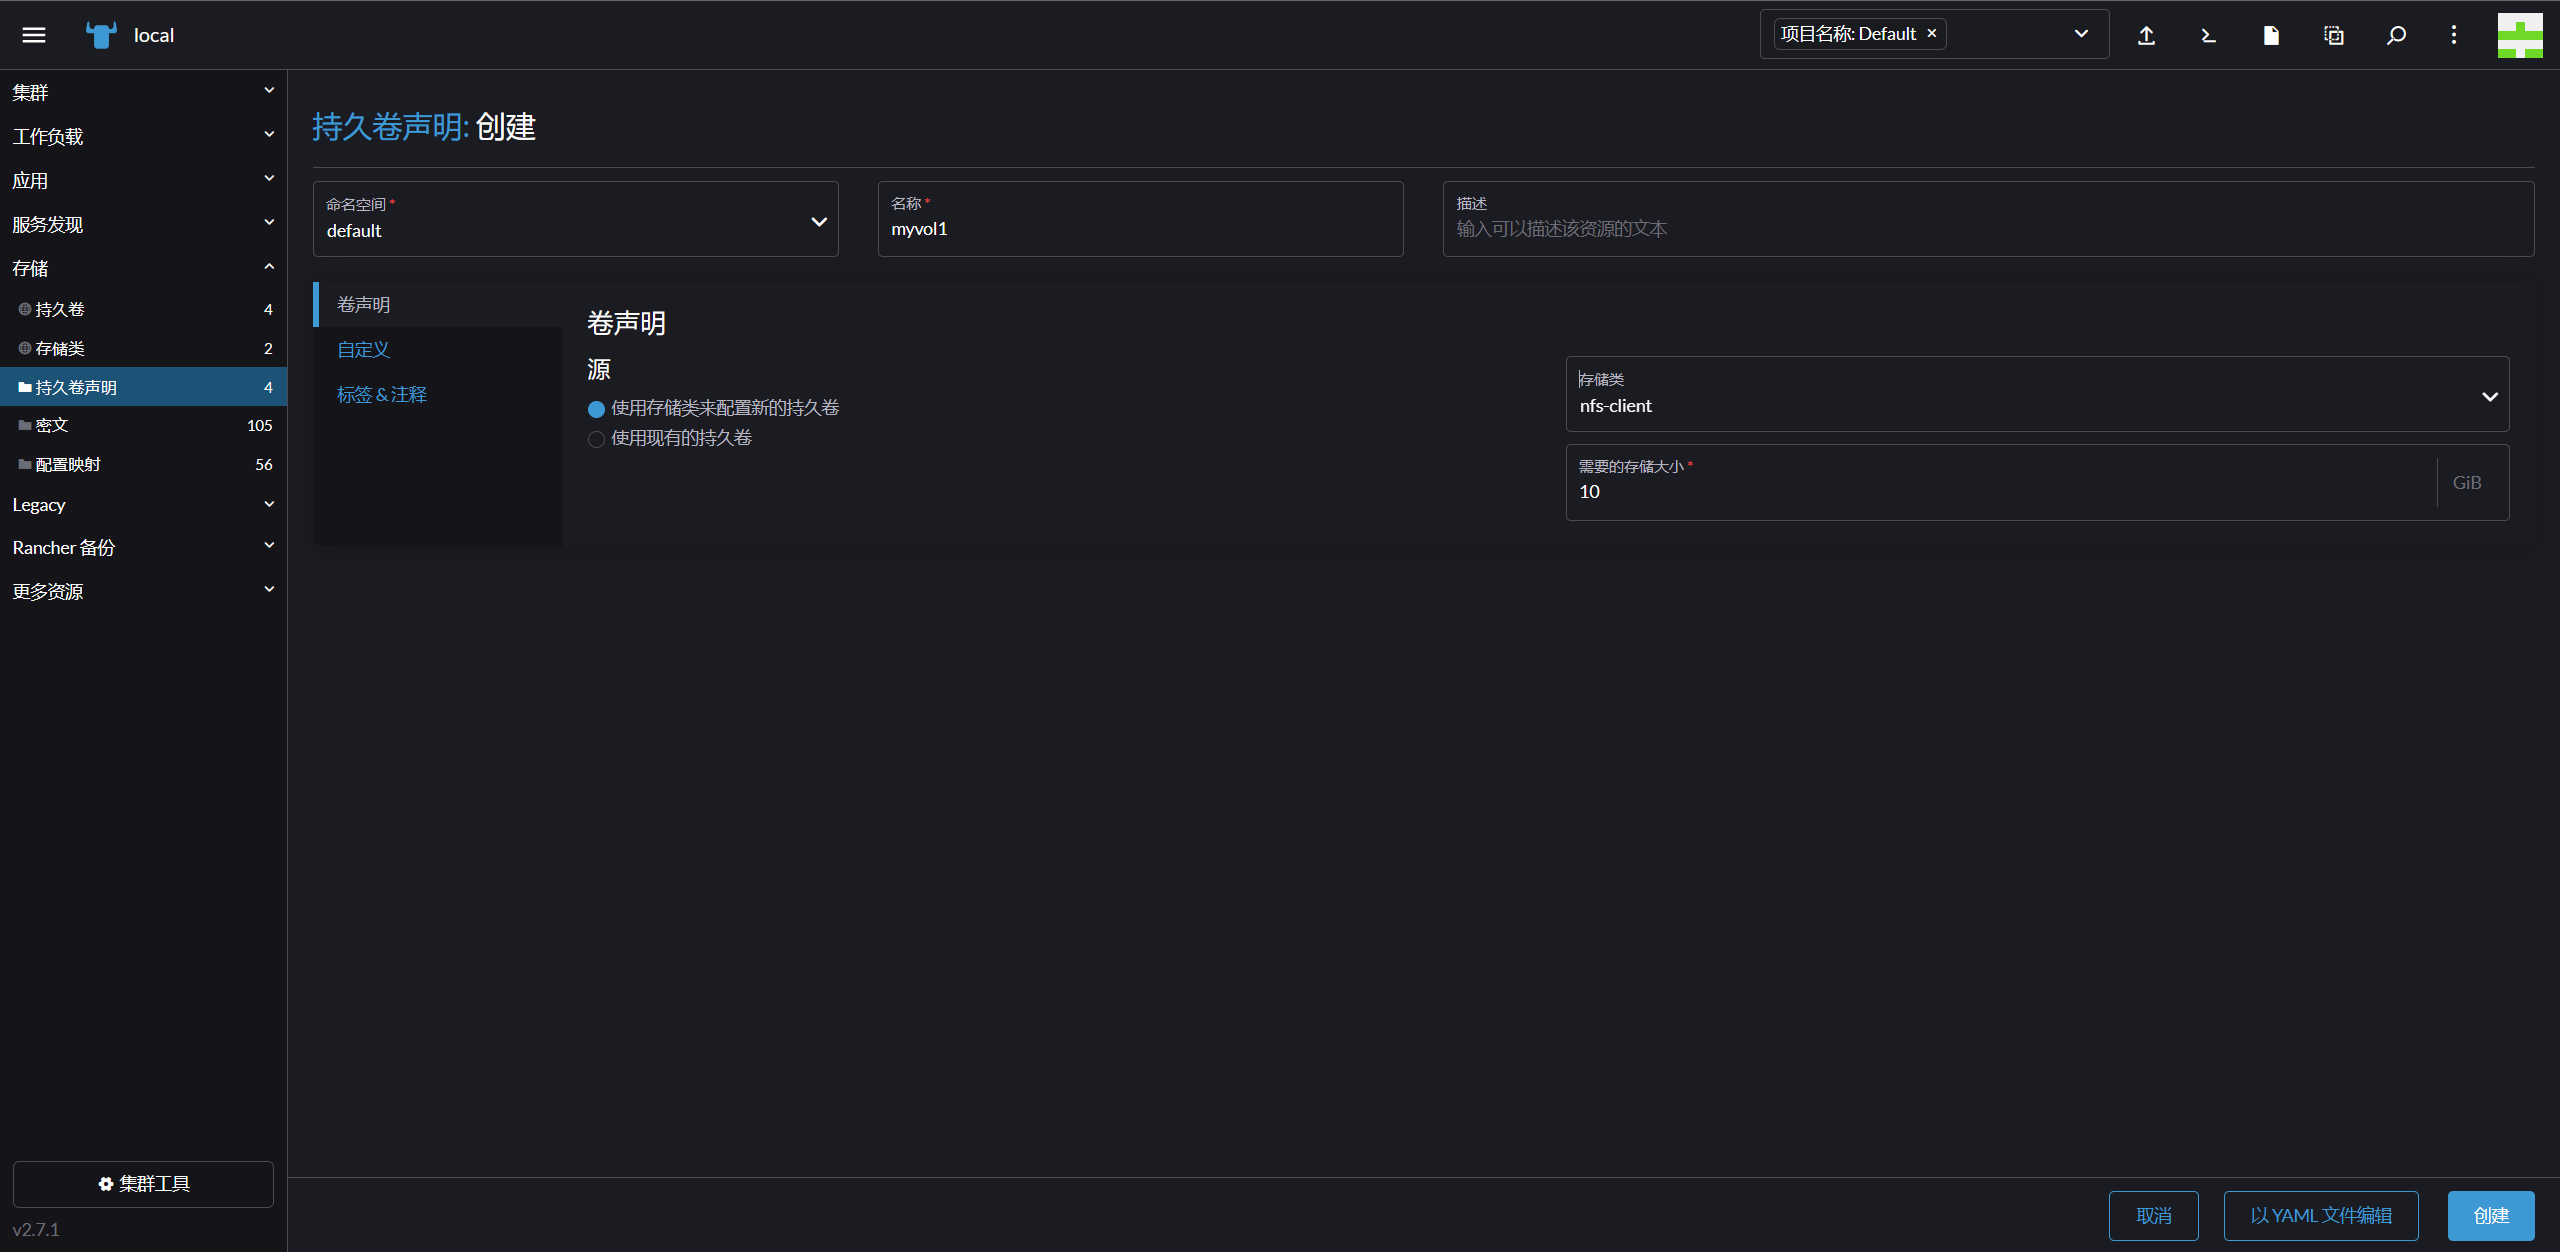 local
项目名称: Default ×
集群
工作负载
应用
服务发现
存储
持久卷 4
存储类 2
持久卷声明 4
密文 105
配置映射 56
Legacy
Rancher 备份
更多资源
集群工具
v2.7.1
持久卷声明: 创建
命名空间 *
default
名称 *
myvol1
描述
输入可以描述该资源的文本
卷声明
自定义
标签 & 注释
卷声明
源
使用存储类来配置新的持久卷
使用现有的持久卷
存储类
nfs-client
需要的存储大小 *
10 GiB
取消
以 YAML 文件编辑
创建